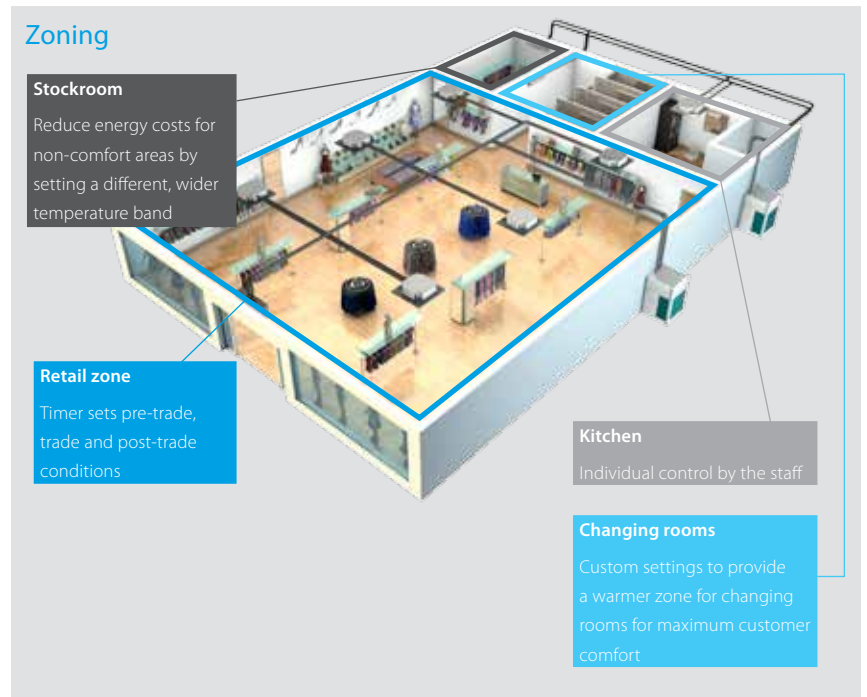 Zoning
Stockroom
Reduce energy costs for
non-comfort areas by
setting a different, wider
temperature band
Retail zone
Timer sets pre-trade,
trade and post-trade
conditions
Kitchen
Individual control by the staff
Changing rooms
Custom settings to provide
a warmer zone for changing
rooms for maximum customer
comfort